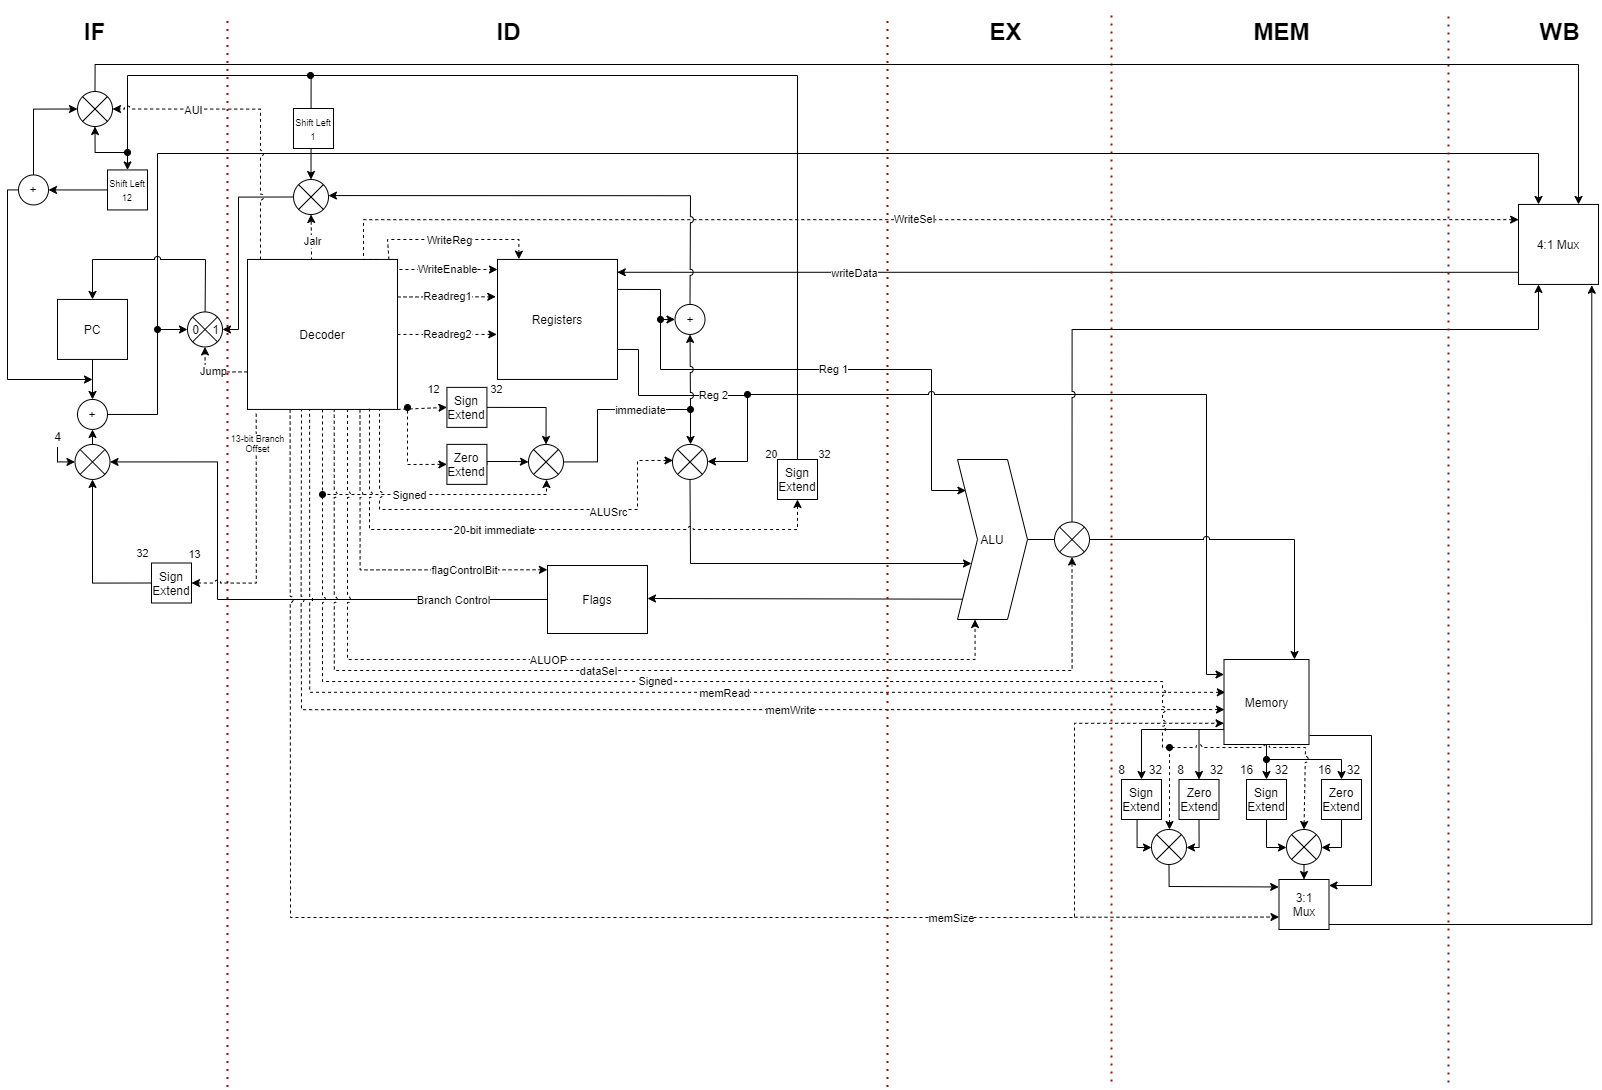 IF
ID
EX
MEM
WB
AUI
Shift Left
1
Shift Left
12
+
Jalr
WriteSel
WriteReg
4:1 Mux
WriteEnable
writeData
Readreg1
PC
0
1
Decoder
Readreg2
Registers
+
Jump
Reg 1
12
32
Reg 2
Sign
Extend
immediate
+
4
13-bit Branch
Offset
Zero
Extend
20
32
Sign
Extend
Signed
ALUSrc
20-bit immediate
ALU
32
13
Sign
Extend
flagControlBit
Branch Control
Flags
ALUOP
dataSel
Signed
memRead
memWrite
Memory
8
32
8
32
16
32
16
32
Sign
Extend
Zero
Extend
Sign
Extend
Zero
Extend
3:1
Mux
memSize